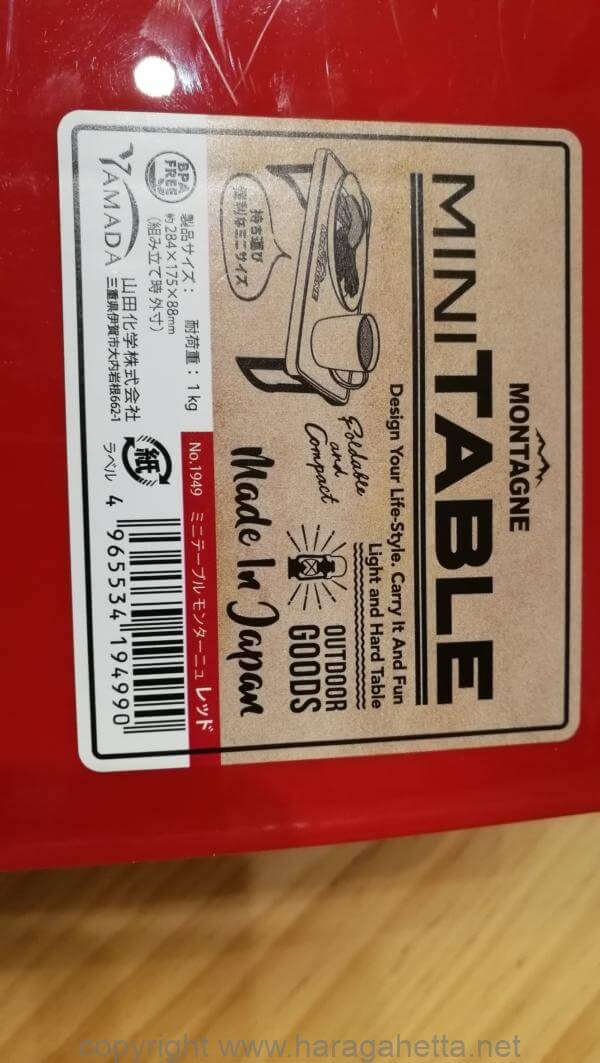 MONTAGNE
MINI TABLE
Design Your Life-Style. Carry It And Fun
Light and Hard Table
Foldable
and
Compact
OUTDOOR
GOODS
Made In Japan
持ち運び
便利なミニサイズ
BPA
FREE
製品サイズ：
約284×175×88mm
(組み立て時 外寸)
耐荷重：1kg
YAMADA
山田化学株式会社
三重県伊賀市大内岩根662-1
紙
ラベル
No.1949 ミニテーブル モンターニュ レッド
4 965534 194990
copyright www.haragahetta.net